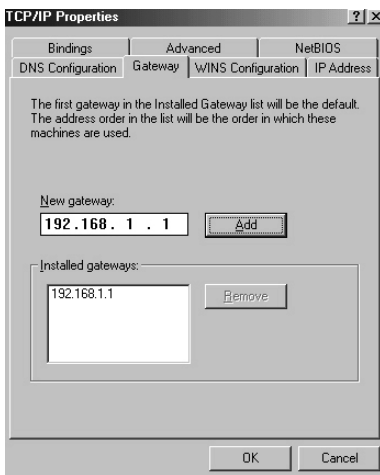 TCP/IP Properties
Bindings Advanced NetBIOS
DNS Configuration Gateway WINS Configuration IP Address
The first gateway in the Installed Gateway list will be the default.
The address order in the list will be the order in which these
machines are used.
New gateway:
192.168. 1 . 1 Add
Installed gateways:
192.168.1.1 Remove
OK Cancel